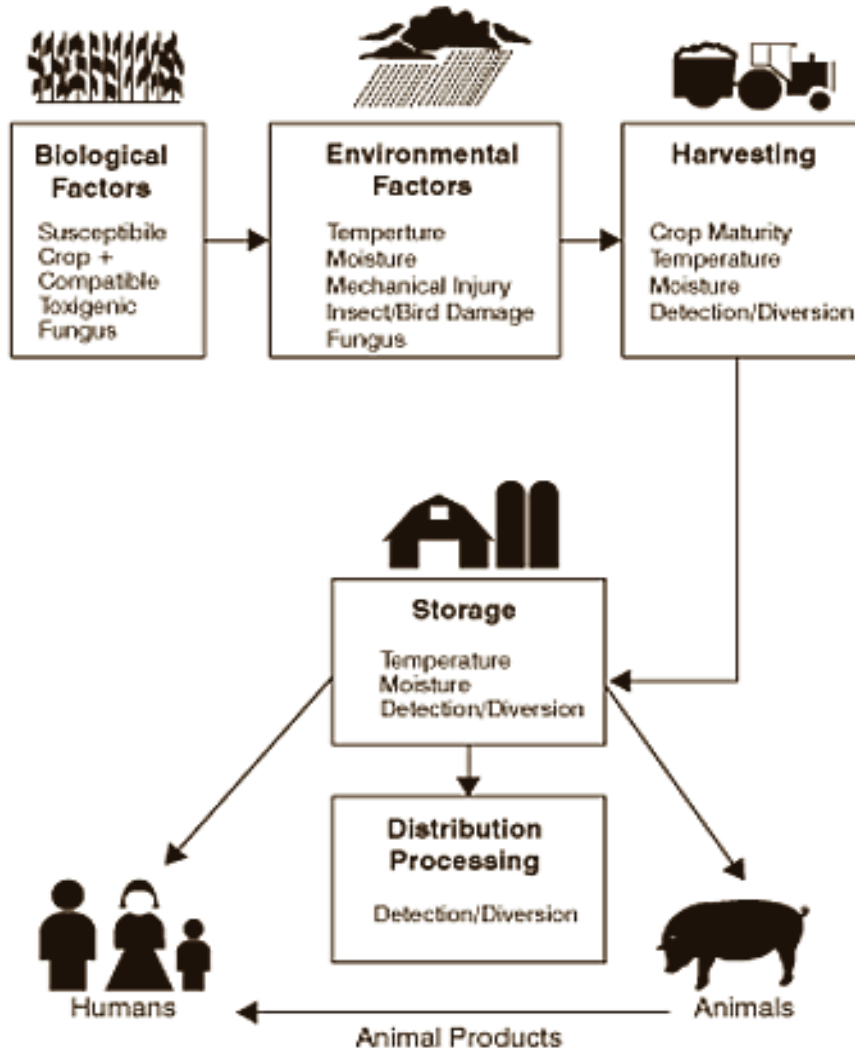 Biological
Factors
Susceptibile
Crop +
Compatible
Toxigenic
Fungus
Environmental
Factors
Temperture
Moisture
Mechanical Injury
Insect/Bird Damage
Fungus
Harvesting
Crop Maturity
Temperature
Moisture
Detection/Diversion
Storage
Temperature
Moisture
Detection/Diversion
Distribution
Processing
Detection/Diversion
Humans
Animals
Animal Products